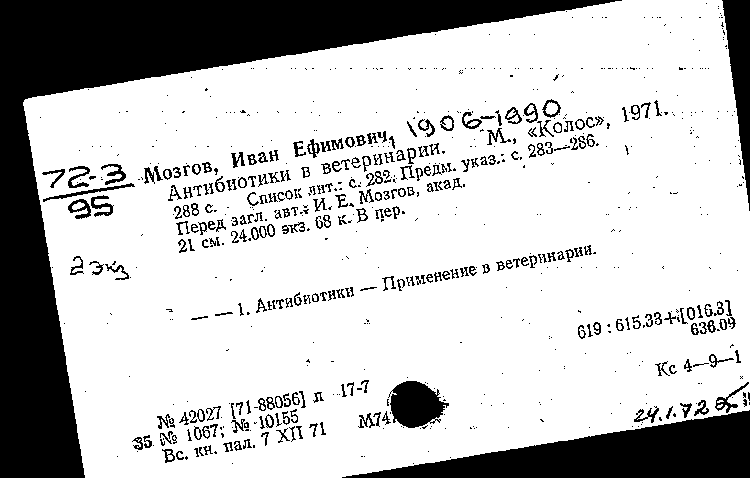 72-3
95
2 экз
Мозгов, Иван Ефимович, 1906-1990
Антибиотики в ветеринарии. М., «Колос», 1971.
288 с. Список лит.: с. 282. Предм. указ.: с. 283—286.
Перед загл. авт.: И. Е. Мозгов, акад.
21 см. 24.000 экз. 68 к. В пер.
— — 1. Антибиотики — Применение в ветеринарии.
619 : 615.33+[016.3]
636.09
Кс 4—9—1
№ 42027 [71-88056] п 17-7
35 № 1067; № 10155
Вс. кн. пал. 7 XII 71 М747
24.1.72